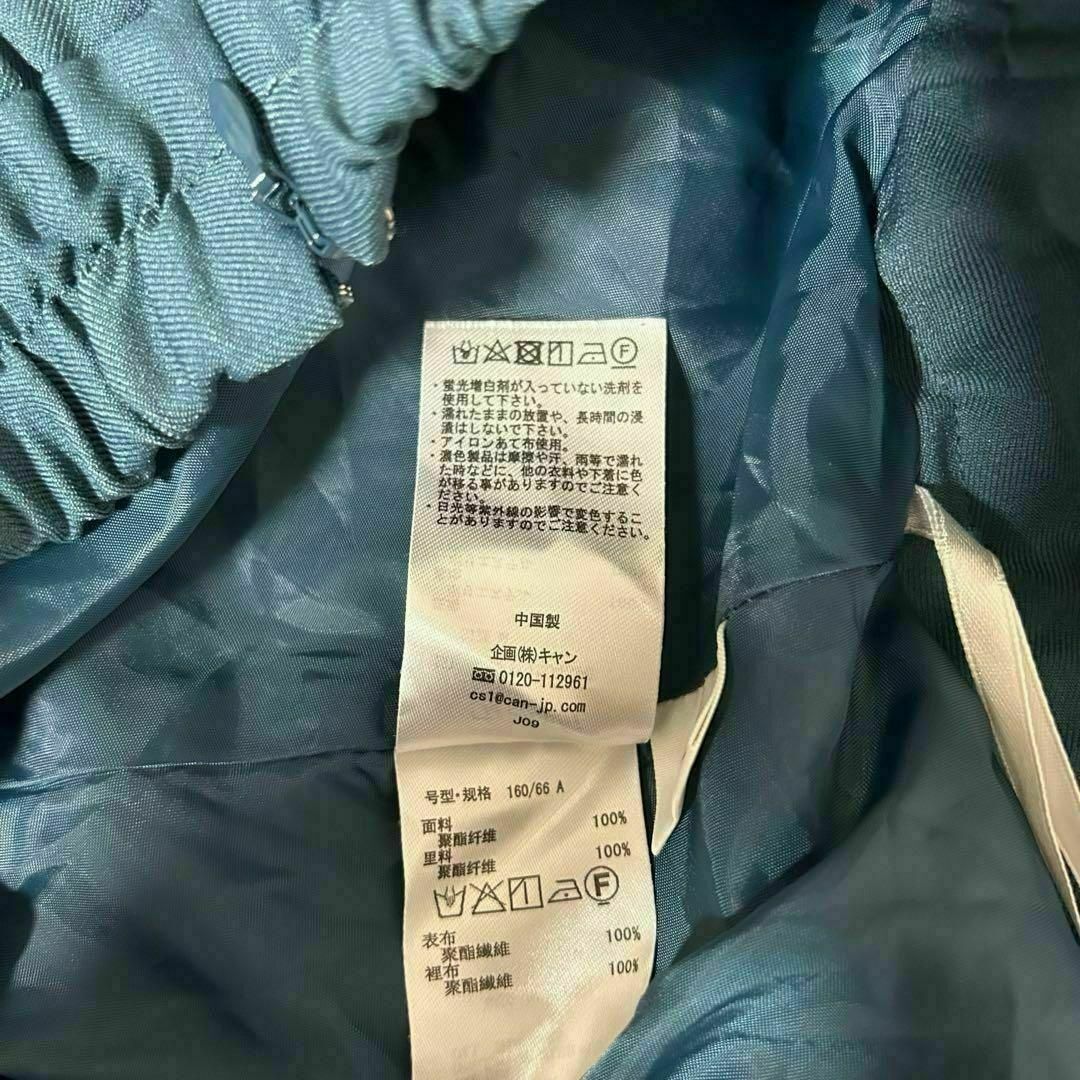 ・蛍光増白剤が入っていない洗剤を
使用して下さい。
・濡れたままの放置や、長時間の浸
漬はしないで下さい。
・アイロンあて布使用。
・濃色製品は摩擦や汗、雨等で濡れ
た時などに、他の衣料や下着に色
が移る事がありますのでご注意く
ださい。
・日光等紫外線の影響で変色するこ
とがありますのでご注意ください。
中国製
企画(株)キャン
0120-112961
cs1@can-jp.com
J09
号型·规格 160/66 A
面料 100%
聚酯纤维
里料 100%
聚酯纤维
表布 100%
聚酯纖維
裡布 100%
聚酯纖維